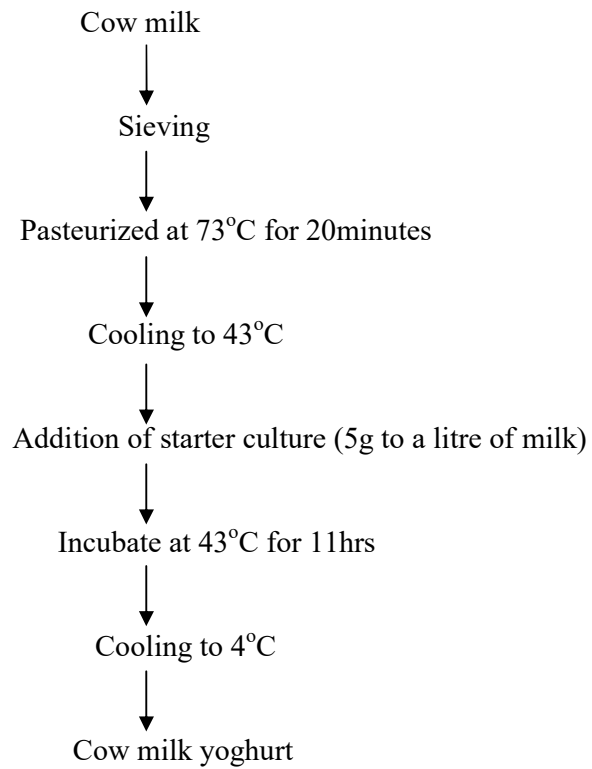 Cow milk
Sieving
Pasteurized at 73°C for 20minutes
Cooling to 43°C
Addition of starter culture (5g to a litre of milk)
Incubate at 43°C for 11hrs
Cooling to 4°C
Cow milk yoghurt